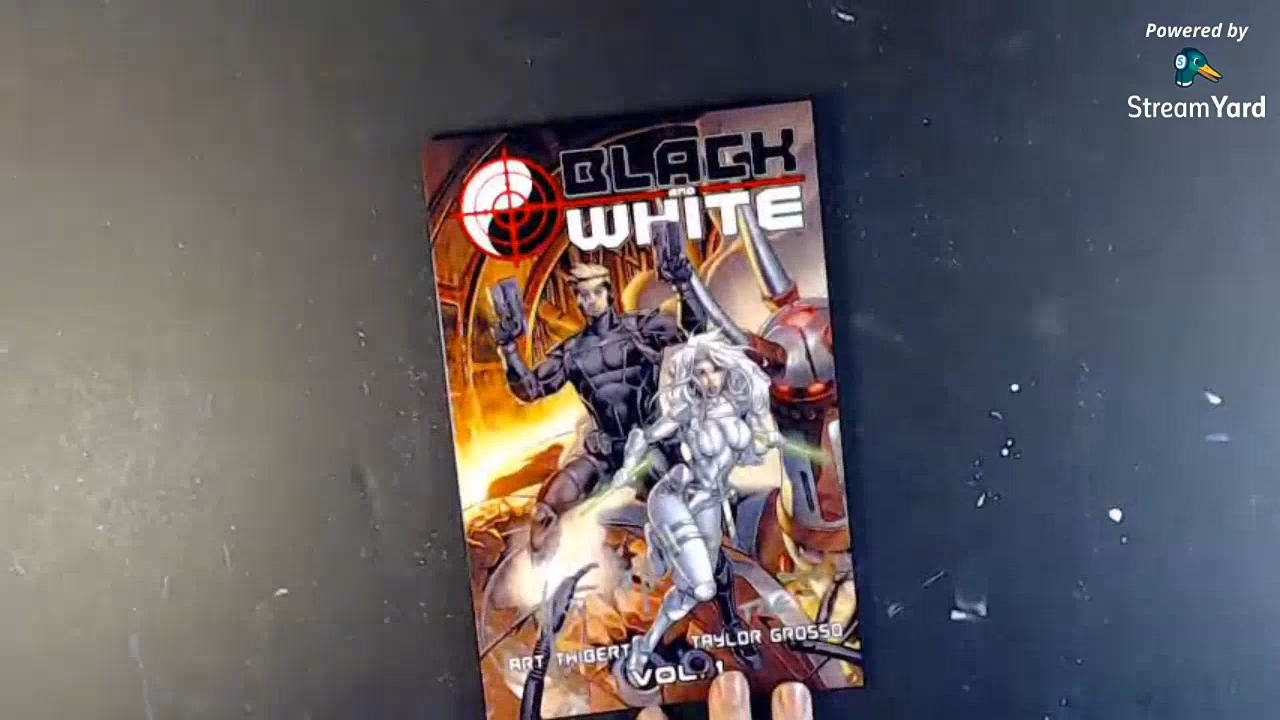 Powered by
StreamYard
BLACK
AND
WHITE
ART THIBERT
TAYLOR GROSSO
VOL. 1